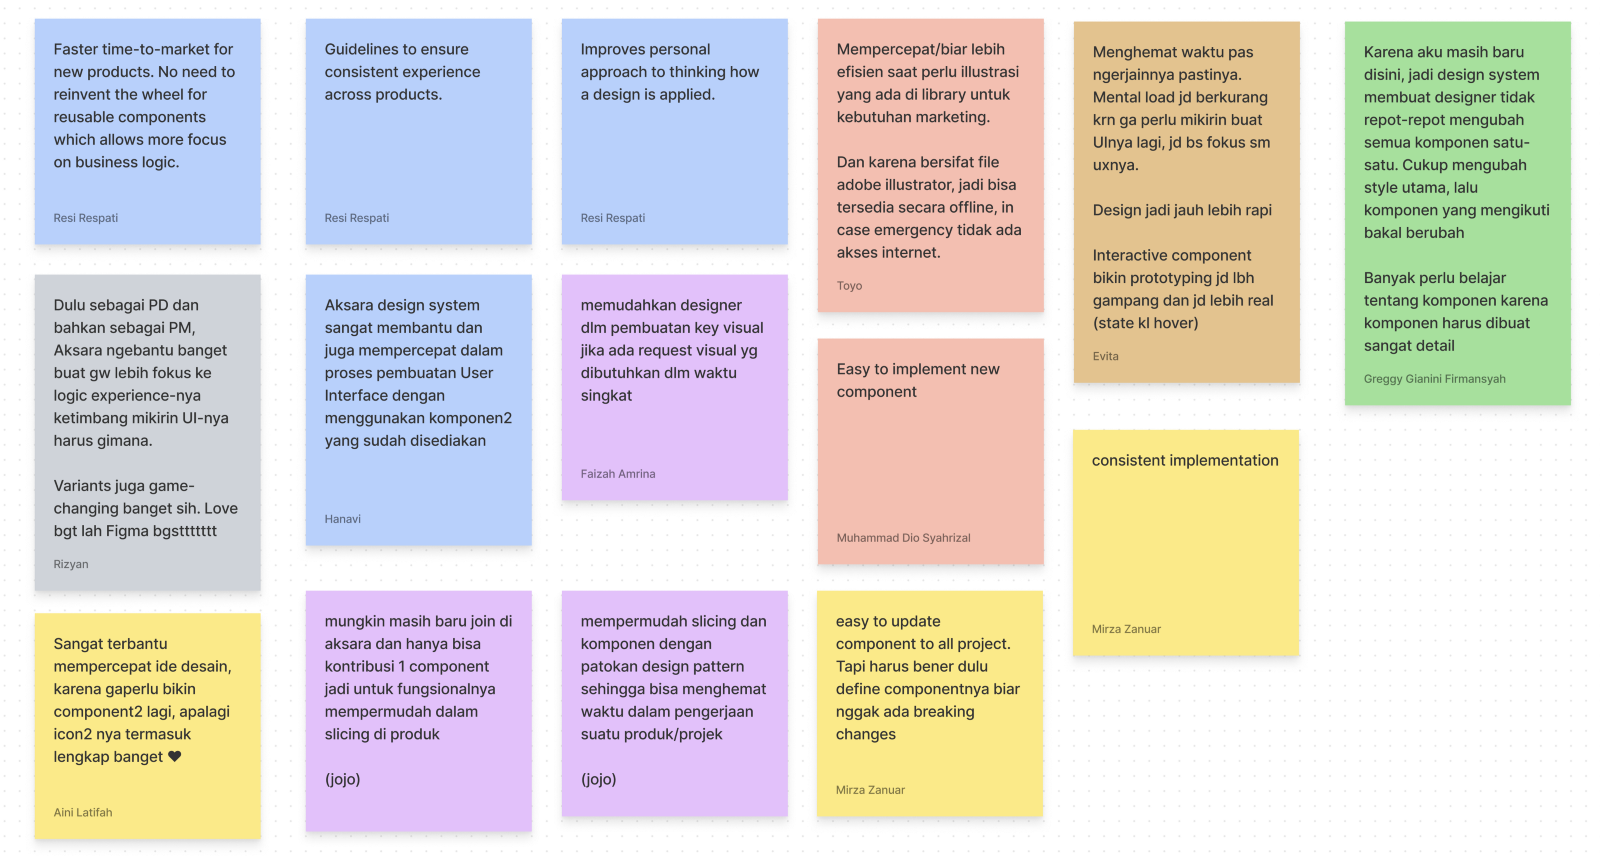 Faster time-to-market for
new products. No need to
reinvent the wheel for
reusable components
which allows more focus
on business logic.
Resi Respati
Guidelines to ensure
consistent experience
across products.
Resi Respati
Improves personal
approach to thinking how
a design is applied.
Resi Respati
Mempercepat/biar lebih
efisien saat perlu illustrasi
yang ada di library untuk
kebutuhan marketing.
Dan karena bersifat file
adobe illustrator, jadi bisa
tersedia secara offline, in
case emergency tidak ada
akses internet.
Toyo
Menghemat waktu pas
ngerjainnya pastinya.
Mental load jd berkurang
krn ga perlu mikirin buat
UInya lagi, jd bs fokus sm
uxnya.
Design jadi jauh lebih rapi
Interactive component
bikin prototyping jd lbh
gampang dan jd lebih real
(state kl hover)
Evita
Karena aku masih baru
disini, jadi design system
membuat designer tidak
repot-repot mengubah
semua komponen satu-
satu. Cukup mengubah
style utama, lalu
komponen yang mengikuti
bakal berubah
Banyak perlu belajar
tentang komponen karena
komponen harus dibuat
sangat detail
Greggy Gianini Firmansyah
Dulu sebagai PD dan
bahkan sebagai PM,
Aksara ngebantu banget
buat gw lebih fokus ke
logic experience-nya
ketimbang mikirin UI-nya
harus gimana.
Variants juga game-
changing banget sih. Love
bgt lah Figma bgsttttttt
Rizyan
Aksara design system
sangat membantu dan
juga mempercepat dalam
proses pembuatan User
Interface dengan
menggunakan komponen2
yang sudah disediakan
Hanavi
memudahkan designer
dlm pembuatan key visual
jika ada request visual yg
dibutuhkan dlm waktu
singkat
Faizah Amrina
Easy to implement new
component
Muhammad Dio Syahrizal
consistent implementation
Mirza Zanuar
Sangat terbantu
mempercepat ide desain,
karena gaperlu bikin
component2 lagi, apalagi
icon2 nya termasuk
lengkap banget ♥
Aini Latifah
mungkin masih baru join di
aksara dan hanya bisa
kontribusi 1 component
jadi untuk fungsionalnya
mempermudah dalam
slicing di produk
(jojo)
mempermudah slicing dan
komponen dengan
patokan design pattern
sehingga bisa menghemat
waktu dalam pengerjaan
suatu produk/projek
(jojo)
easy to update
component to all project.
Tapi harus bener dulu
define componentnya biar
nggak ada breaking
changes
Mirza Zanuar